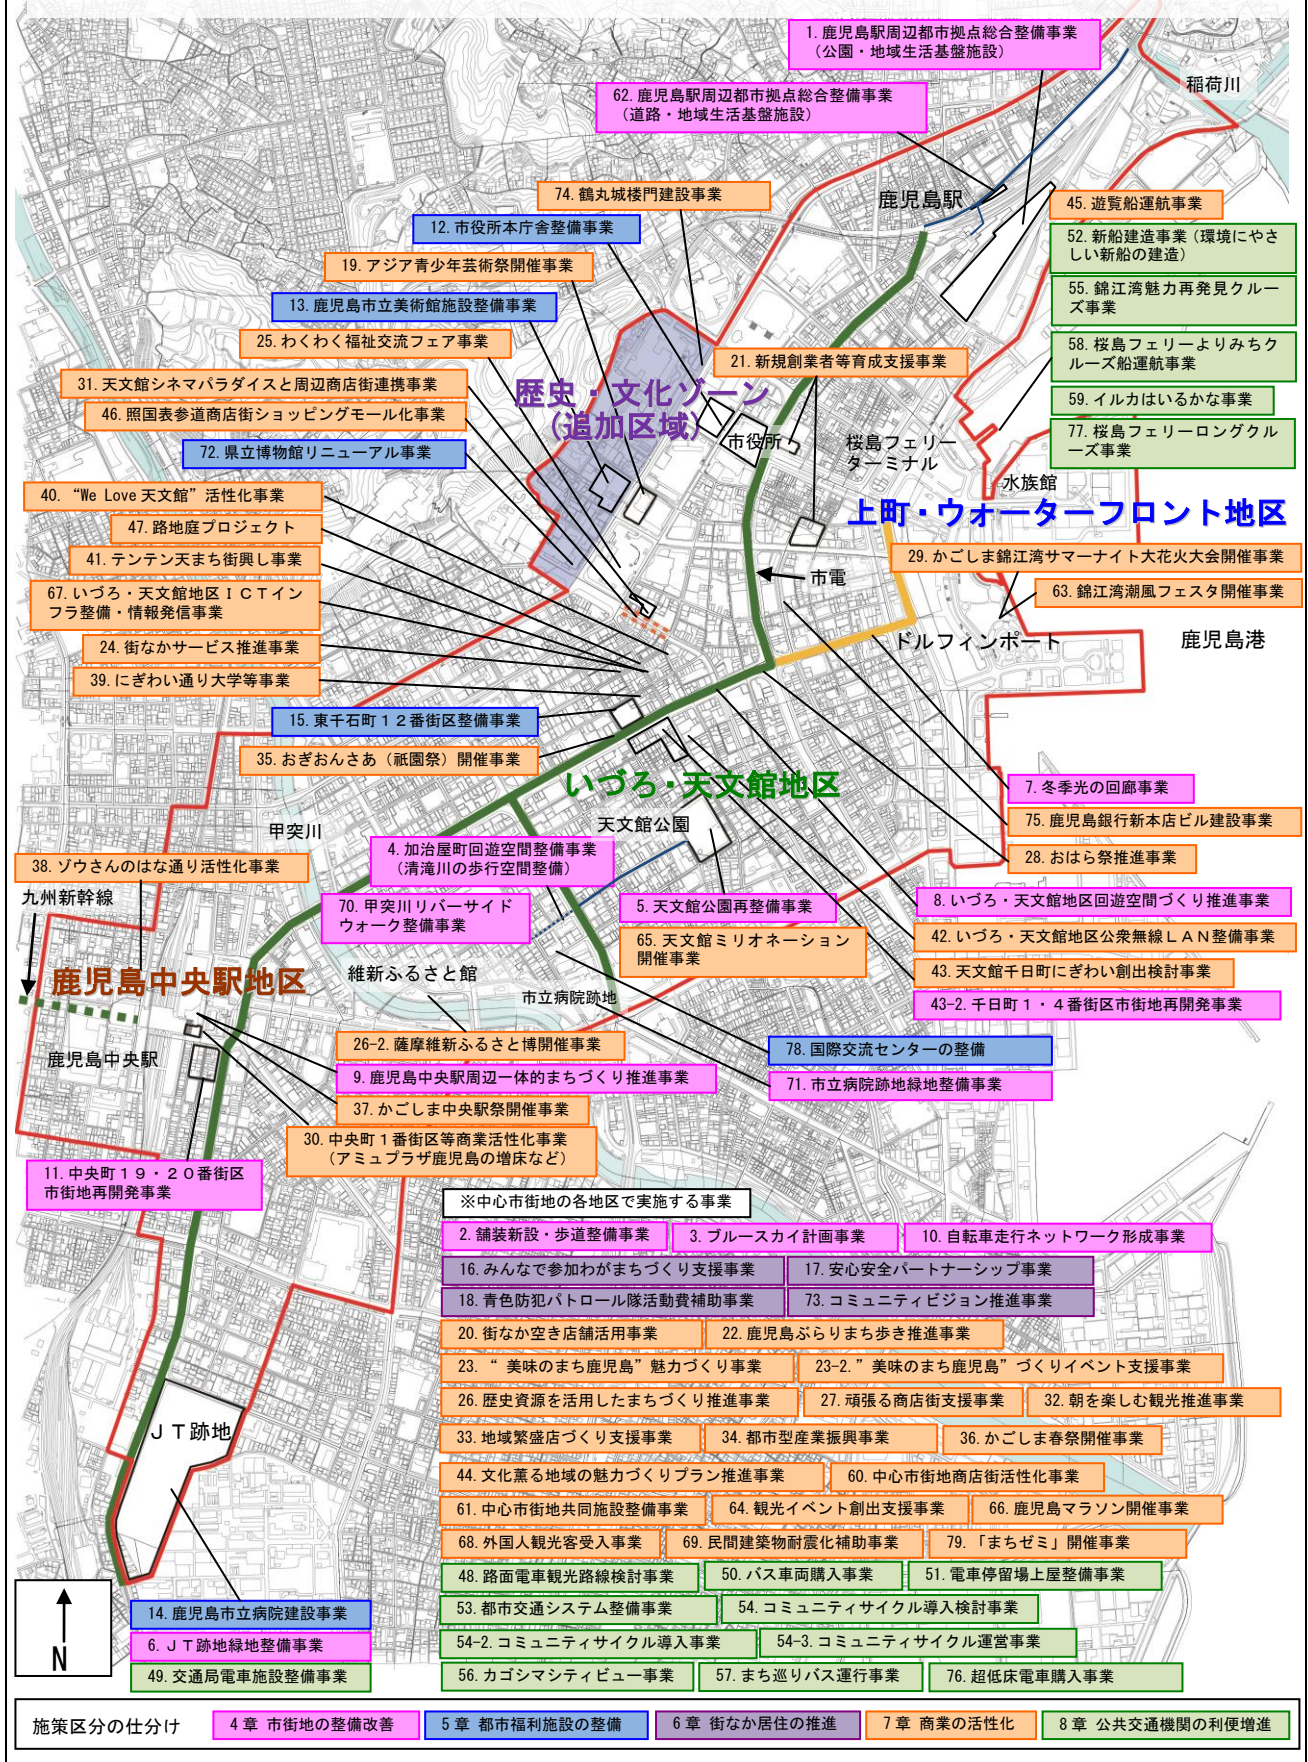 1. 鹿児島駅周辺都市拠点総合整備事業
（公園・地域生活基盤施設）
稲荷川
62. 鹿児島駅周辺都市拠点総合整備事業
（道路・地域生活基盤施設）
74. 鶴丸城楼門建設事業
鹿児島駅
45. 遊覧船運航事業
12. 市役所本庁舎整備事業
52. 新船建造事業（環境にやさ
しい新船の建造）
19. アジア青少年芸術祭開催事業
55. 錦江湾魅力再発見クルー
ズ事業
13. 鹿児島市立美術館施設整備事業
25. わくわく福祉交流フェア事業
58. 桜島フェリーよりみちク
ルーズ船運航事業
21. 新規創業者等育成支援事業
31. 天文館シネマパラダイスと周辺商店街連携事業
歴史・文化ゾーン
（追加区域）
59. イルカはいるかな事業
46. 照国表参道商店街ショッピングモール化事業
市役所
桜島フェリー
ターミナル
77. 桜島フェリーロングクル
ーズ事業
72. 県立博物館リニューアル事業
水族館
40. “We Love 天文館”活性化事業
上町・ウォーターフロント地区
47. 路地庭プロジェクト
41. テンテン天まち街興し事業
29. かごしま錦江湾サマーナイト大花火大会開催事業
市電
67. いづろ・天文館地区ＩＣＴイン
フラ整備・情報発信事業
63. 錦江湾潮風フェスタ開催事業
24. 街なかサービス推進事業
ドルフィンポート
鹿児島港
39. にぎわい通り大学等事業
15. 東千石町１２番街区整備事業
35. おぎおんさあ（祇園祭）開催事業
いづろ・天文館地区
7. 冬季光の回廊事業
天文館公園
75. 鹿児島銀行新本店ビル建設事業
甲突川
4. 加治屋町回遊空間整備事業
（清滝川の歩行空間整備）
28. おはら祭推進事業
38. ゾウさんのはな通り活性化事業
九州新幹線
70. 甲突川リバーサイド
ウォーク整備事業
5. 天文館公園再整備事業
8. いづろ・天文館地区回遊空間づくり推進事業
65. 天文館ミリオネーション
開催事業
42. いづろ・天文館地区公衆無線ＬＡＮ整備事業
鹿児島中央駅地区
維新ふるさと館
43. 天文館千日町にぎわい創出検討事業
市立病院跡地
43-2. 千日町１・４番街区市街地再開発事業
26-2. 薩摩維新ふるさと博開催事業
78. 国際交流センターの整備
鹿児島中央駅
9. 鹿児島中央駅周辺一体的まちづくり推進事業
71. 市立病院跡地緑地整備事業
37. かごしま中央駅祭開催事業
30. 中央町１番街区等商業活性化事業
（アミュプラザ鹿児島の増床など）
11. 中央町１９・２０番街区
市街地再開発事業
※中心市街地の各地区で実施する事業
2. 舗装新設・歩道整備事業
3. ブルースカイ計画事業
10. 自転車走行ネットワーク形成事業
16. みんなで参加わがまちづくり支援事業
17. 安心安全パートナーシップ事業
18. 青色防犯パトロール隊活動費補助事業
73. コミュニティビジョン推進事業
20. 街なか空き店舗活用事業
22. 鹿児島ぶらりまち歩き推進事業
23. “ 美味のまち鹿児島”魅力づくり事業
23-2. ”美味のまち鹿児島”づくりイベント支援事業
26. 歴史資源を活用したまちづくり推進事業
27. 頑張る商店街支援事業
32. 朝を楽しむ観光推進事業
33. 地域繁盛店づくり支援事業
34. 都市型産業振興事業
36. かごしま春祭開催事業
ＪＴ跡地
44. 文化薫る地域の魅力づくりプラン推進事業
60. 中心市街地商店街活性化事業
61. 中心市街地共同施設整備事業
64. 観光イベント創出支援事業
66. 鹿児島マラソン開催事業
68. 外国人観光客受入事業
69. 民間建築物耐震化補助事業
79. 「まちゼミ」開催事業
48. 路面電車観光路線検討事業
50. バス車両購入事業
51. 電車停留場上屋整備事業
14. 鹿児島市立病院建設事業
53. 都市交通システム整備事業
54. コミュニティサイクル導入検討事業
6. ＪＴ跡地緑地整備事業
54-2. コミュニティサイクル導入事業
54-3. コミュニティサイクル運営事業
N
49. 交通局電車施設整備事業
56. カゴシマシティビュー事業
57. まち巡りバス運行事業
76. 超低床電車購入事業
施策区分の仕分け
4 章 市街地の整備改善
5 章 都市福利施設の整備
6 章 街なか居住の推進
7 章 商業の活性化
8 章 公共交通機関の利便増進